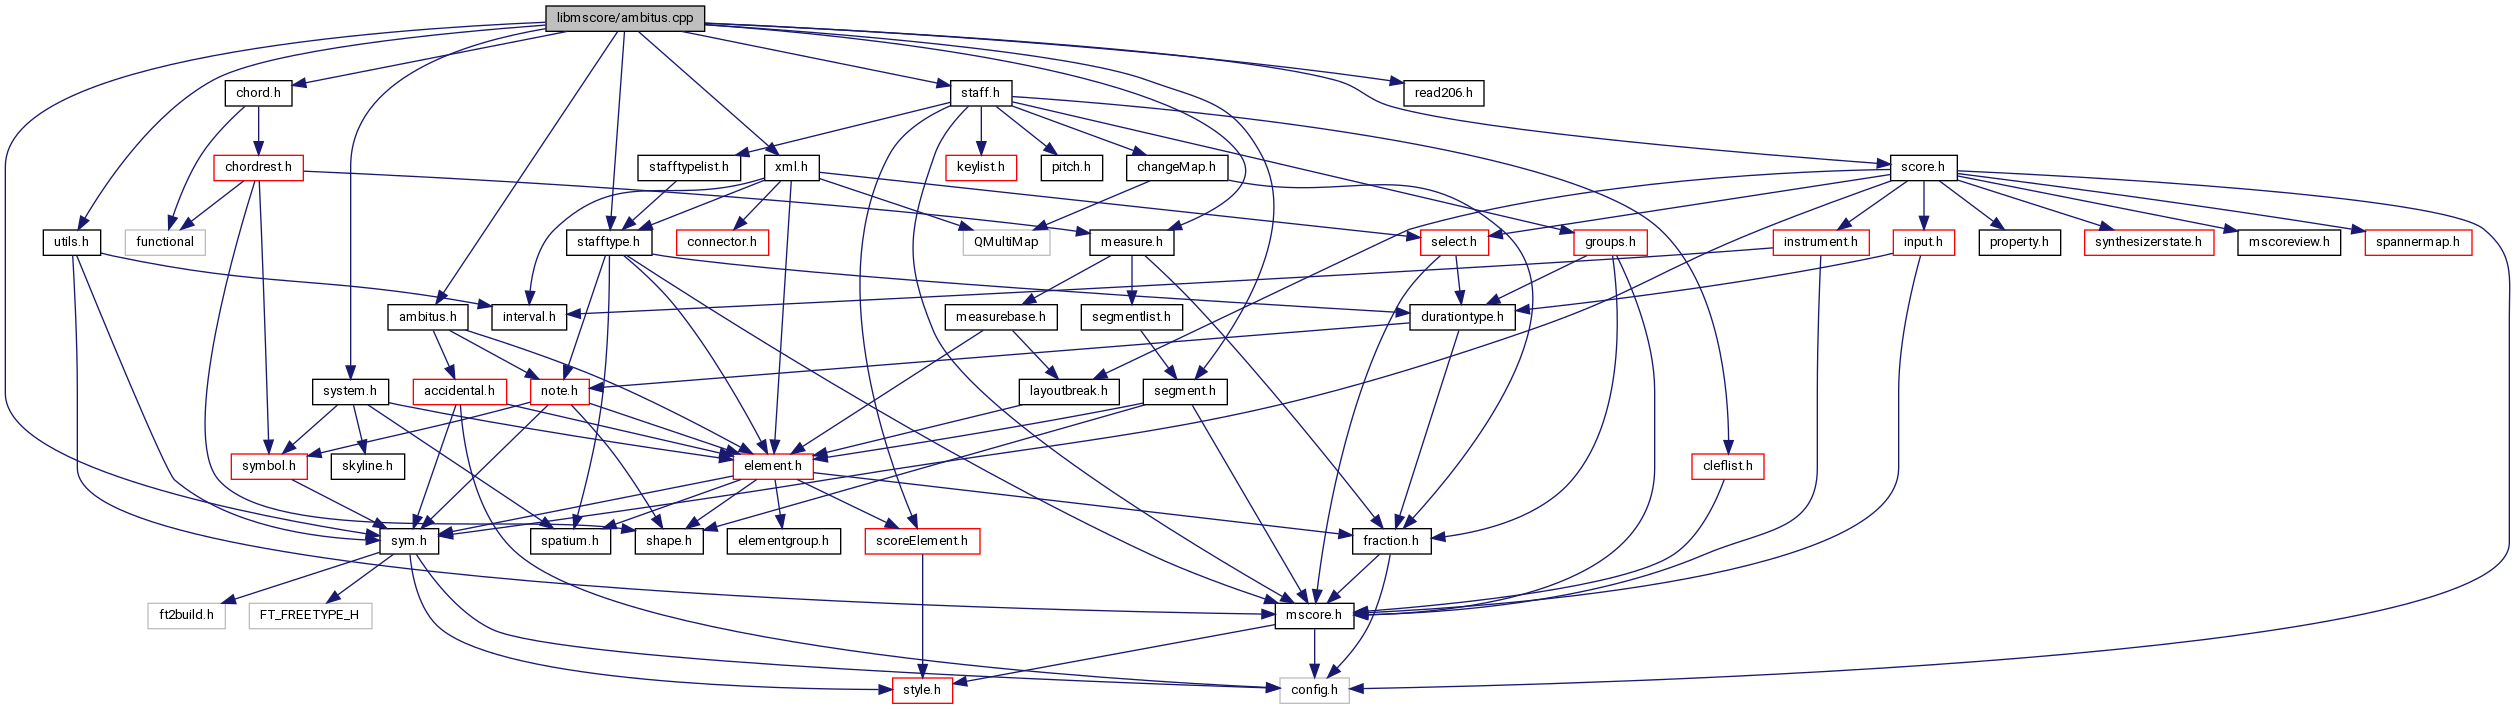 libmscore/ambitus.cpp
chord.h
staff.h
read206.h
chordrest.h
stafftypelist.h
xml.h
keylist.h
pitch.h
changeMap.h
score.h
utils.h
functional
stafftype.h
connector.h
QMultiMap
measure.h
select.h
groups.h
instrument.h
input.h
property.h
synthesizerstate.h
mscoreview.h
spannermap.h
ambitus.h
interval.h
measurebase.h
segmentlist.h
durationtype.h
system.h
accidental.h
note.h
layoutbreak.h
segment.h
symbol.h
skyline.h
element.h
cleflist.h
sym.h
spatium.h
shape.h
elementgroup.h
scoreElement.h
fraction.h
ft2build.h
FT_FREETYPE_H
mscore.h
style.h
config.h